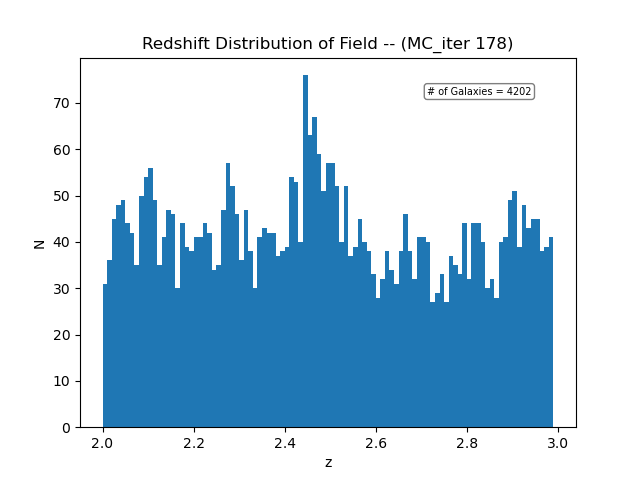 Redshift Distribution of Field -- (MC_iter 178)
# of Galaxies = 4202
70
60
50
40
30
20
10
0
N
2.0 2.2 2.4 2.6 2.8 3.0
z